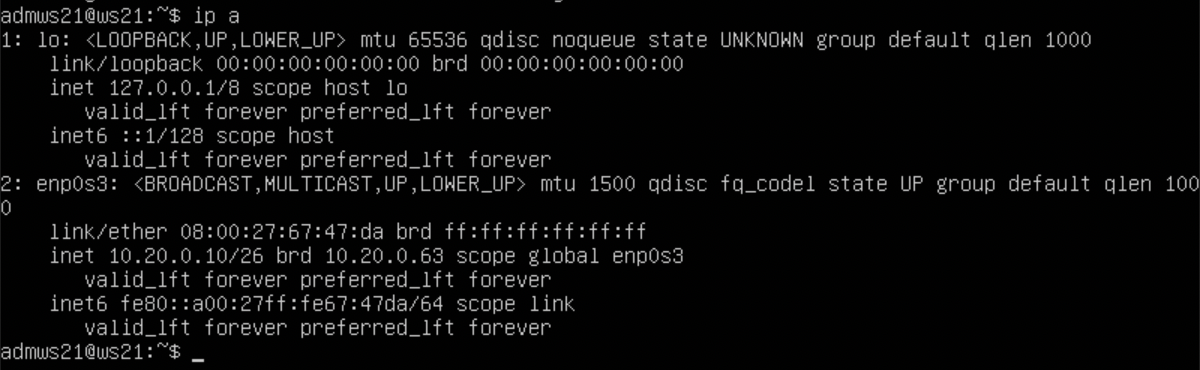 admws21@ws21:~$ ip a
1: lo: <LOOPBACK,UP,LOWER_UP> mtu 65536 qdisc noqueue state UNKNOWN group default qlen 1000
    link/loopback 00:00:00:00:00:00 brd 00:00:00:00:00:00
    inet 127.0.0.1/8 scope host lo
       valid_lft forever preferred_lft forever
    inet6 ::1/128 scope host
       valid_lft forever preferred_lft forever
2: enp0s3: <BROADCAST,MULTICAST,UP,LOWER_UP> mtu 1500 qdisc fq_codel state UP group default qlen 100
0
    link/ether 08:00:27:67:47:da brd ff:ff:ff:ff:ff:ff
    inet 10.20.0.10/26 brd 10.20.0.63 scope global enp0s3
       valid_lft forever preferred_lft forever
    inet6 fe80::a00:27ff:fe67:47da/64 scope link
       valid_lft forever preferred_lft forever
admws21@ws21:~$ _